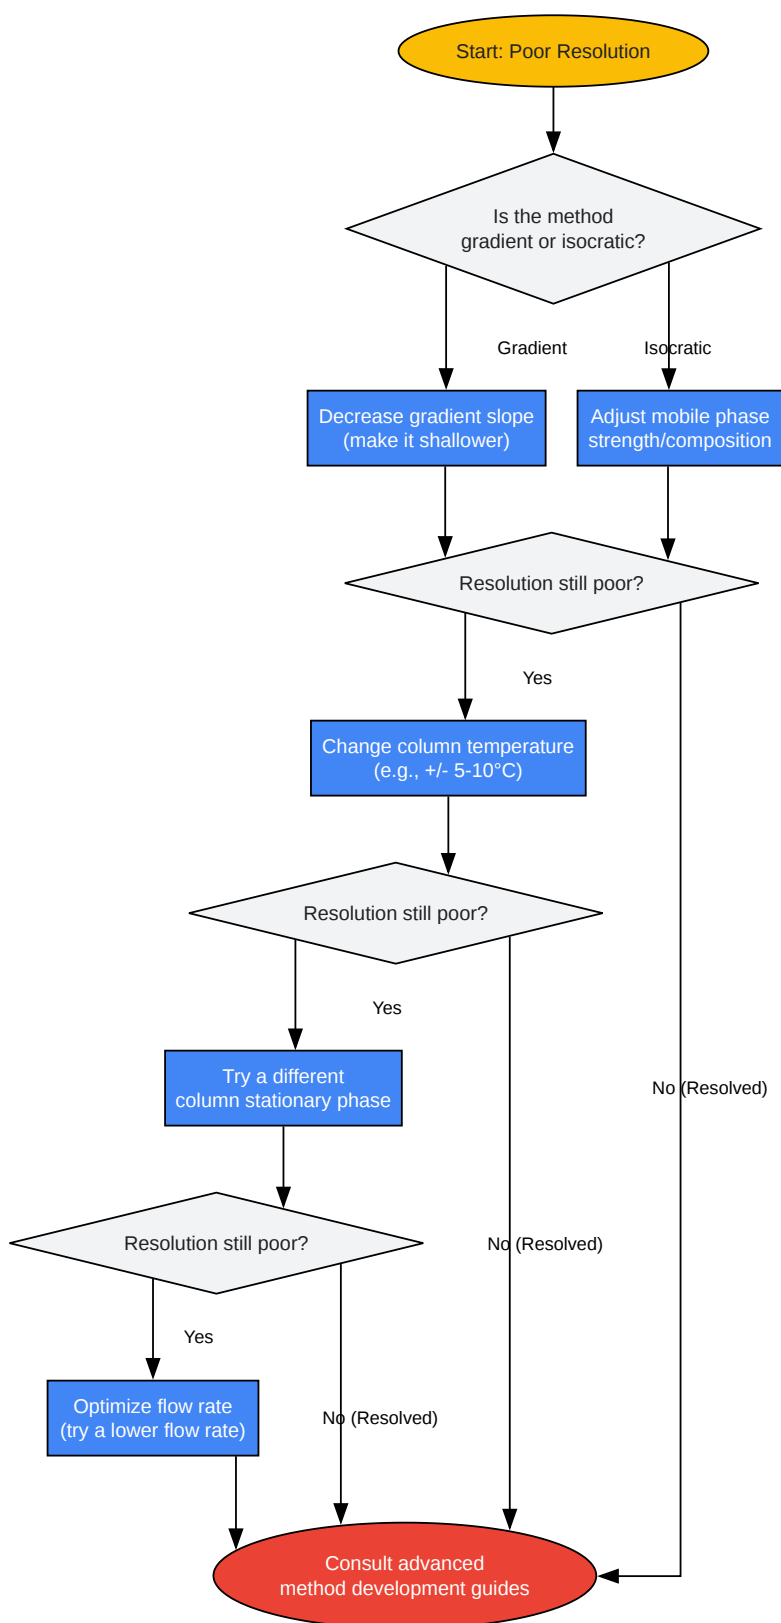 Start: Poor Resolution
Is the method
gradient or isocratic?
Gradient
Isocratic
Decrease gradient slope
(make it shallower)
Adjust mobile phase
strength/composition
Resolution still poor?
Yes
Change column temperature
(e.g., +/- 5-10°C)
Resolution still poor?
Yes
Try a different
column stationary phase
No (Resolved)
Resolution still poor?
No (Resolved)
Yes
Optimize flow rate
(try a lower flow rate)
No (Resolved)
Consult advanced
method development guides